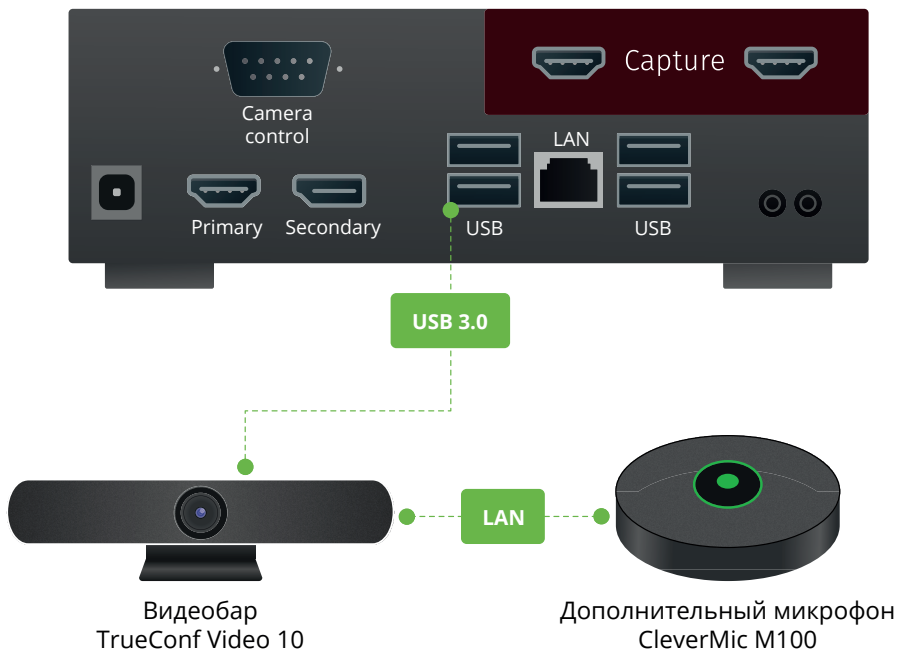 Capture
Camera
control
LAN
Primary
Secondary
USB
USB
USB 3.0
LAN
Видеобар
TrueConf Video 10
Дополнительный микрофон
CleverMic M100